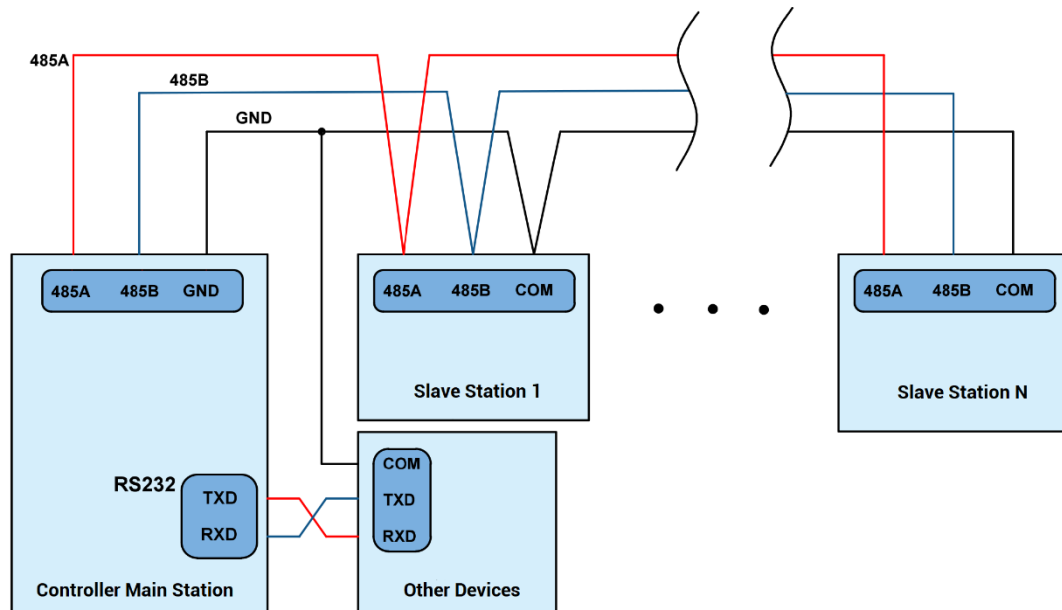 485A
485B
GND
485A 485B GND
485A 485B COM
485A 485B COM
Slave Station 1
Slave Station N
COM
RS232
TXD
TXD
RXD
RXD
Controller Main Station
Other Devices